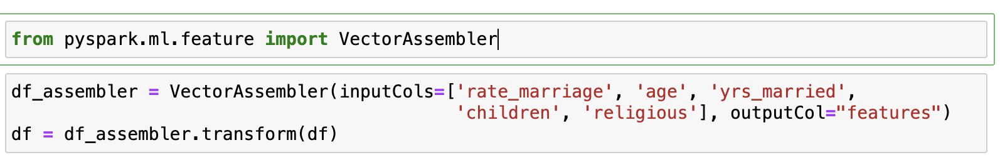 from pyspark.ml.feature import VectorAssembler
df_assembler = VectorAssembler(inputCols=['rate_marriage', 'age', 'yrs_married',
                                          'children', 'religious'], outputCol="features")
df = df_assembler.transform(df)